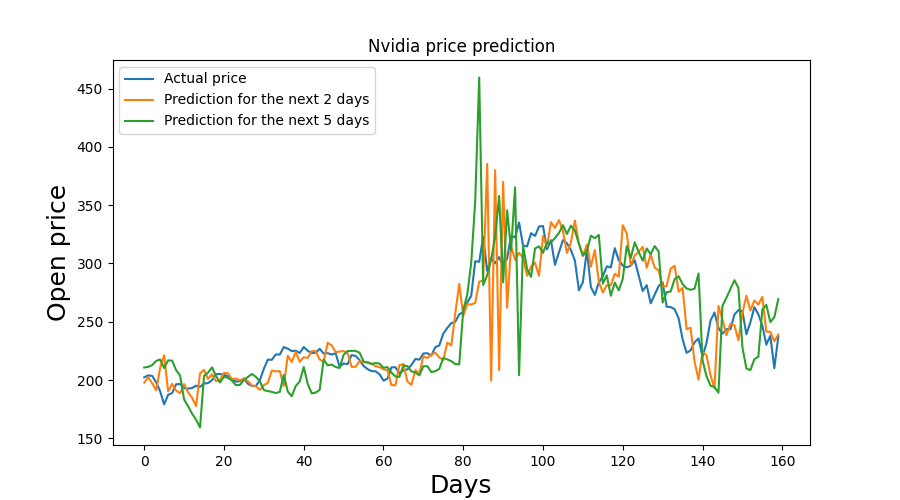 Nvidia price prediction
Actual price
Prediction for the next 2 days
Prediction for the next 5 days
Open price
450
400
350
300
250
200
150
0 20 40 60 80 100 120 140 160
Days